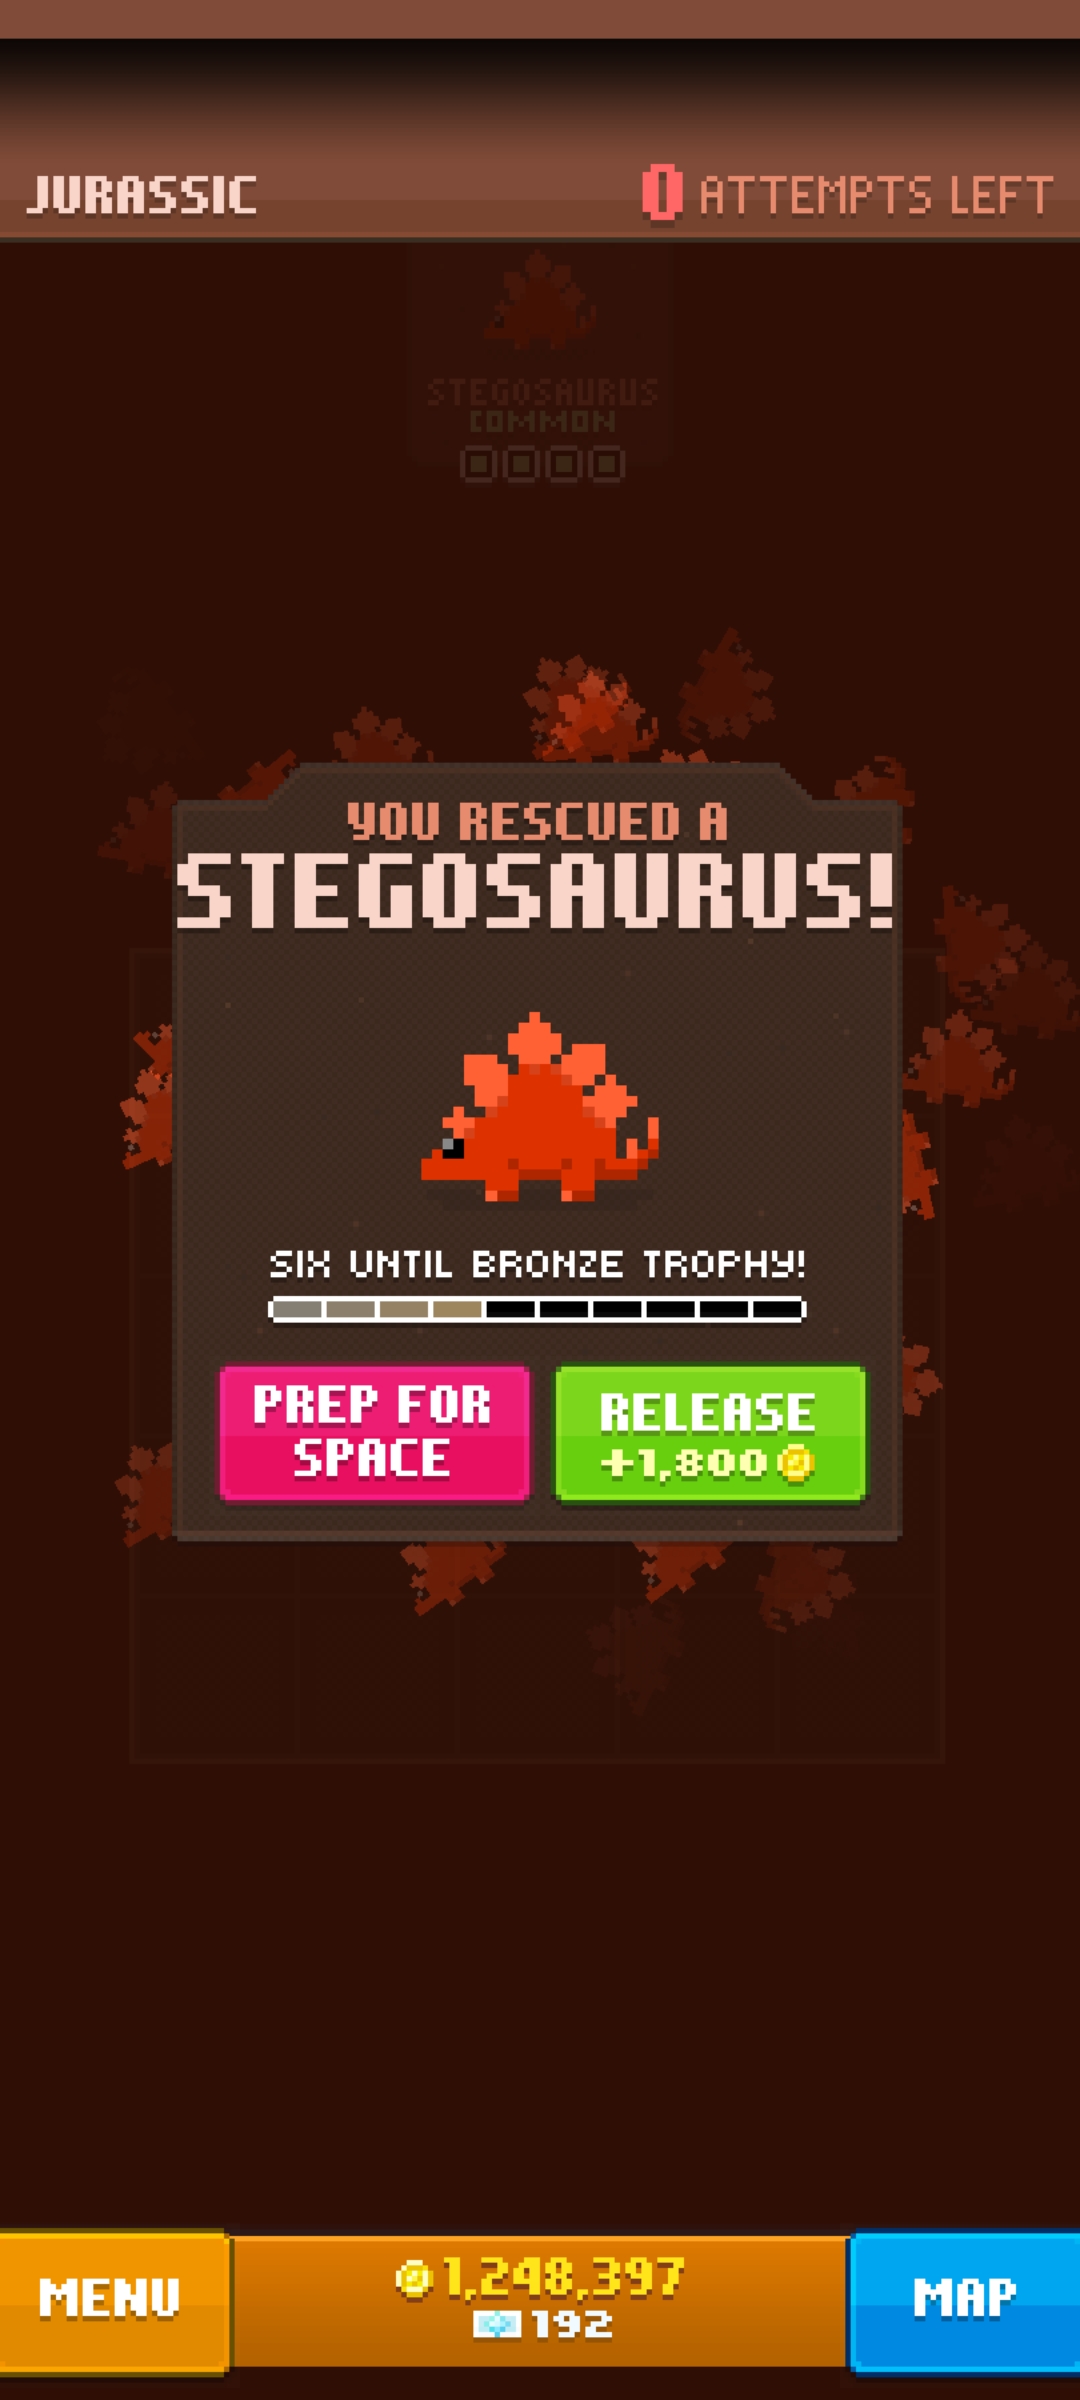 JURASSIC
0 ATTEMPTS LEFT
STEGOSAURUS
COMMON
YOU RESCUED A
STEGOSAURUS!
SIX UNTIL BRONZE TROPHY!
PREP FOR
SPACE
RELEASE
+1,800
MENU
1,248,397
192
MAP